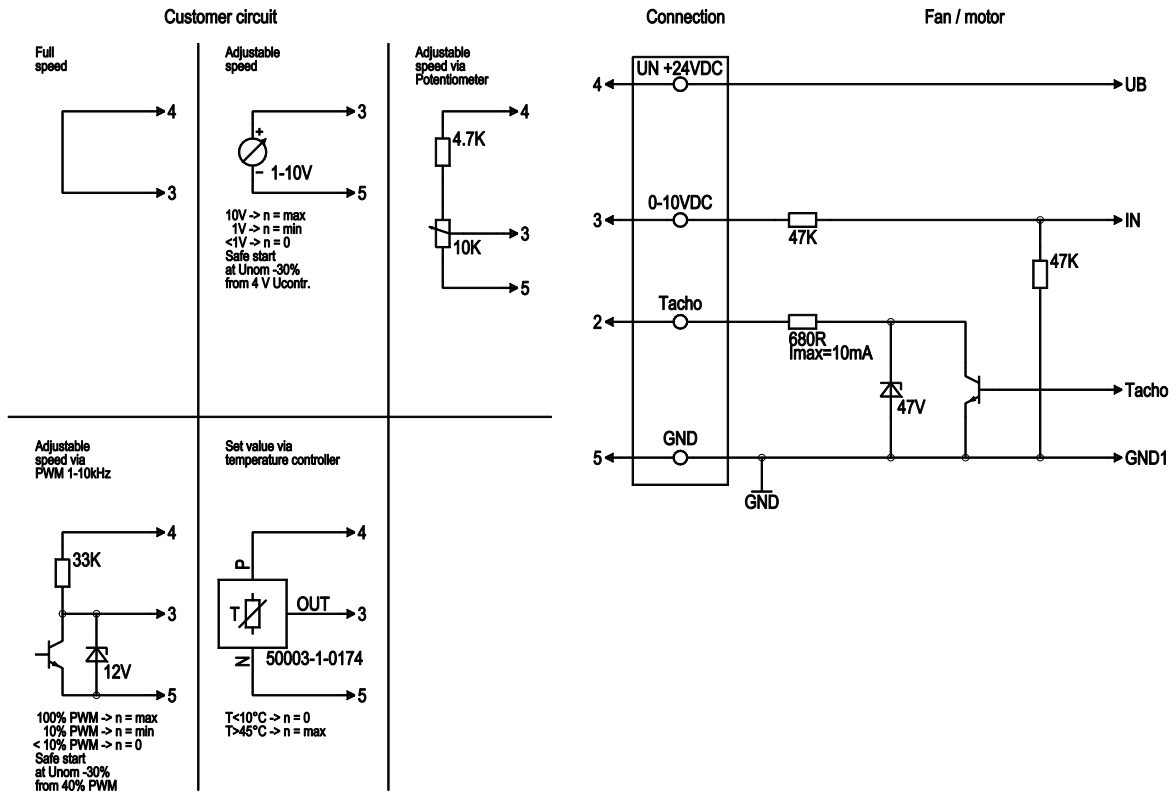 Customer circuit
Connection
Fan / motor
Full
speed
4
3
Adjustable
speed
3
+
1-10V
–
5
10V -> n = max
1V -> n = min
<1V -> n = 0
Safe start
at Unom -30%
from 4 V Ucontr.
Adjustable
speed via
Potentiometer
4
4.7K
3
10K
5
UN +24VDC
4
UB
0-10VDC
3
47K
IN
47K
Tacho
2
680R
Imax=10mA
47V
Tacho
GND
5
GND1
GND
Adjustable
speed via
PWM 1-10kHz
4
33K
3
12V
5
100% PWM -> n = max
10% PWM -> n = min
< 10% PWM -> n = 0
Safe start
at Unom -30%
from 40% PWM
Set value via
temperature controller
4
P
T
OUT
3
N
50003-1-0174
5
T<10°C -> n = 0
T>45°C -> n = max